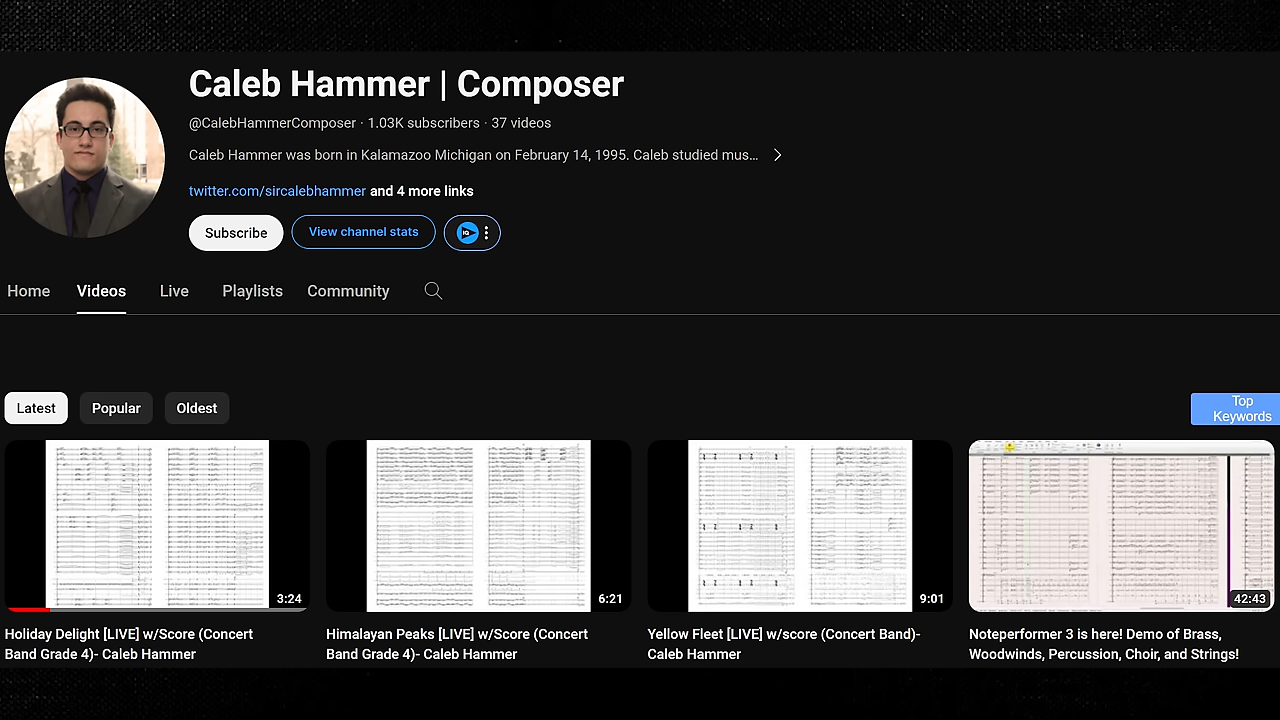 Caleb Hammer | Composer
@CalebHammerComposer · 1.03K subscribers · 37 videos
Caleb Hammer was born in Kalamazoo Michigan on February 14, 1995. Caleb studied mus...
twitter.com/sircalebhammer and 4 more links
Subscribe View channel stats IQ
Home Videos Live Playlists Community
Latest Popular Oldest
Top
Keywords
3:24 6:21 9:01 42:43
Holiday Delight [LIVE] w/Score (Concert
Band Grade 4)- Caleb Hammer
Himalayan Peaks [LIVE] w/Score (Concert
Band Grade 4)- Caleb Hammer
Yellow Fleet [LIVE] w/score (Concert Band)-
Caleb Hammer
Noteperformer 3 is here! Demo of Brass,
Woodwinds, Percussion, Choir, and Strings!